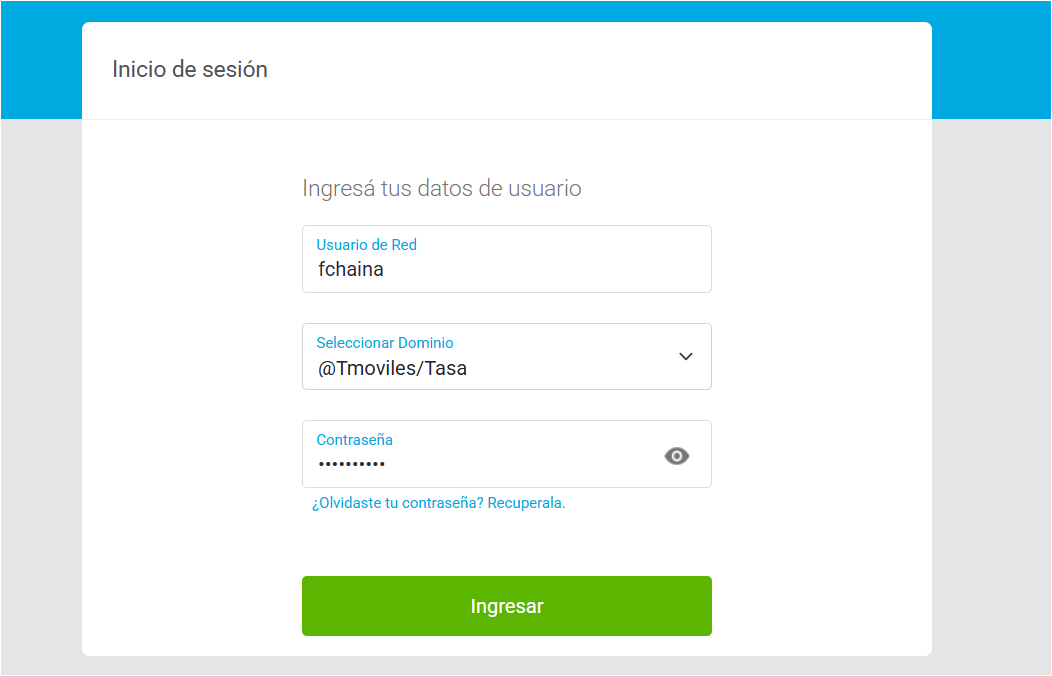 Inicio de sesión
Ingresá tus datos de usuario
Usuario de Red
fchaina
Seleccionar Dominio
@Tmoviles/Tasa
Contraseña
••••••••••
¿Olvidaste tu contraseña? Recuperala.
Ingresar